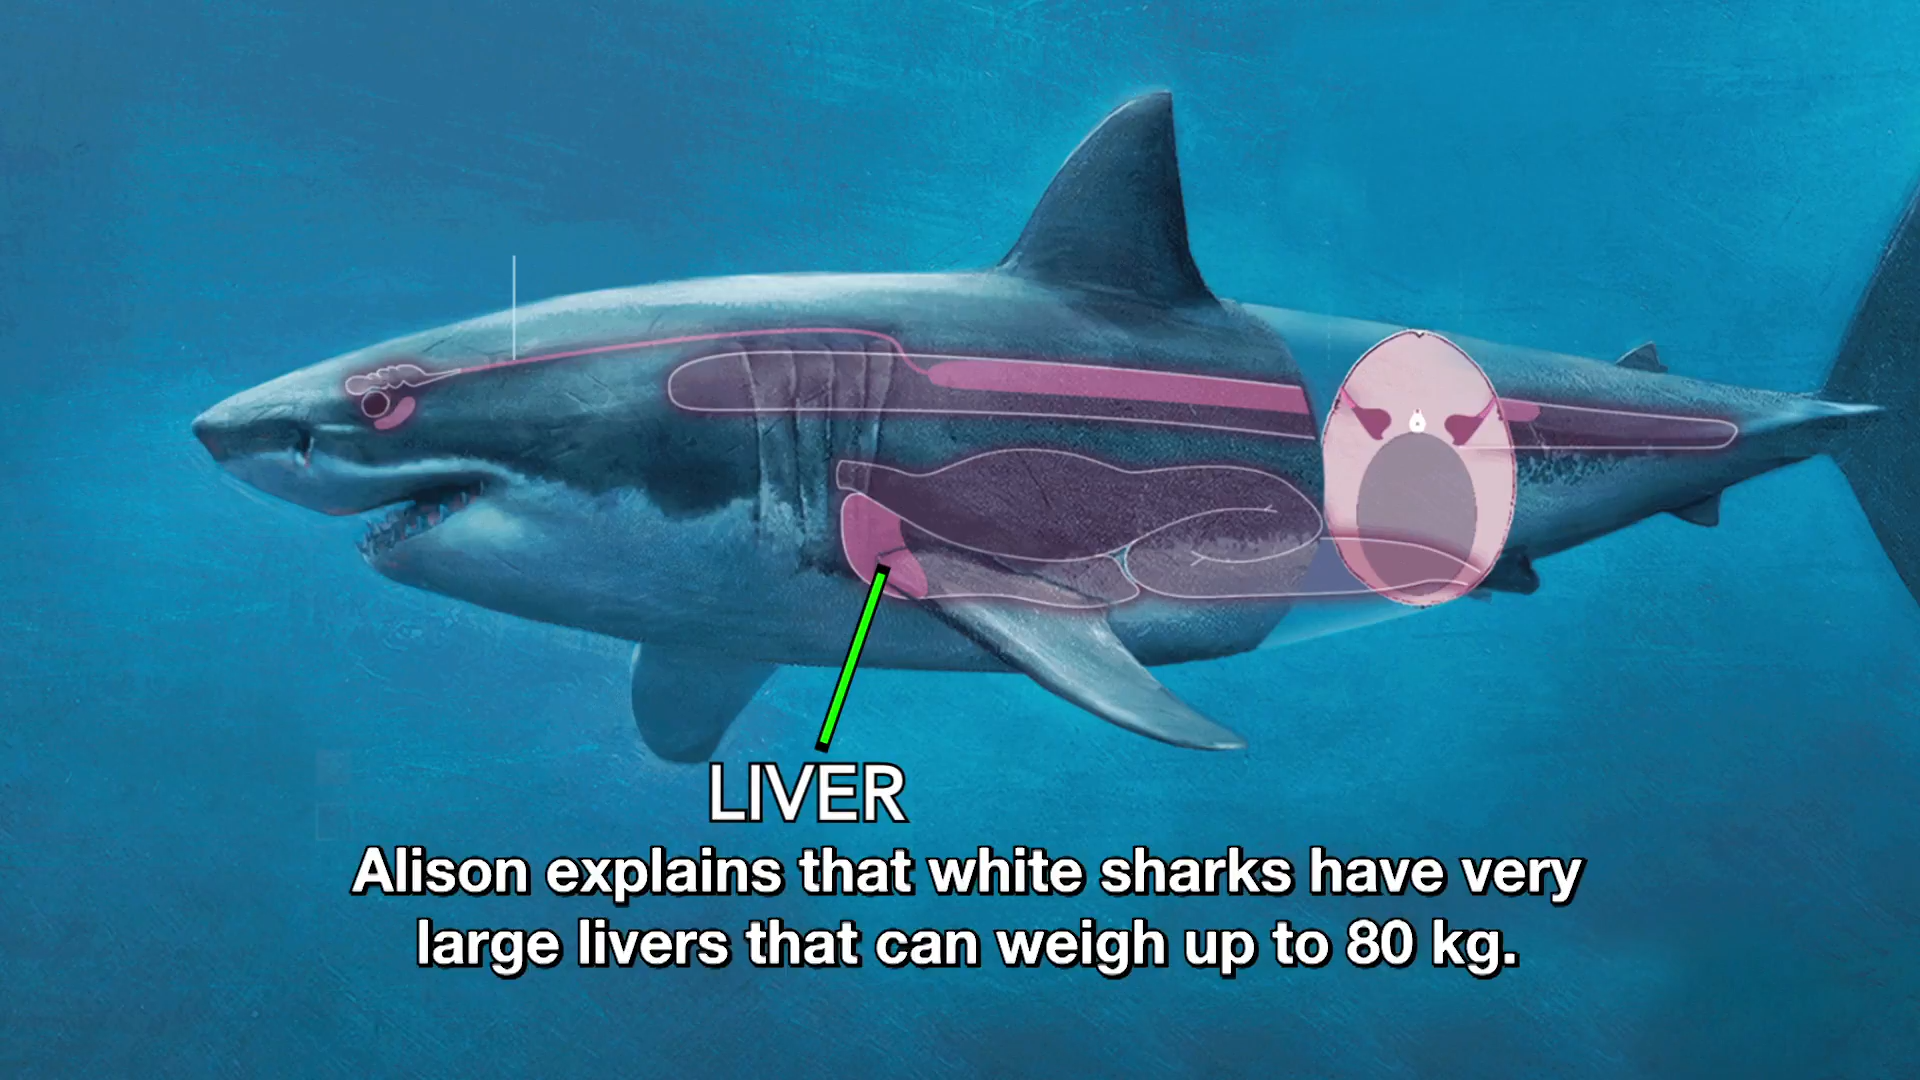 LIVER
Alison explains that white sharks have very
large livers that can weigh up to 80 kg.